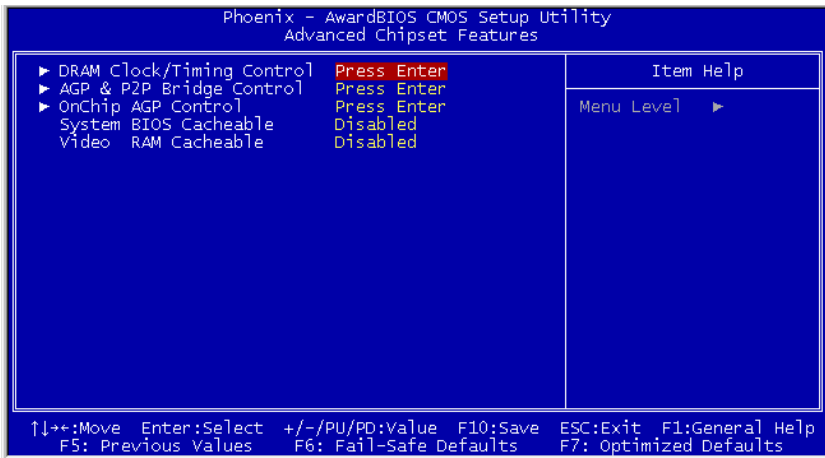 Phoenix - AwardBIOS CMOS Setup Utility
Advanced Chipset Features
► DRAM Clock/Timing Control Press Enter
► AGP & P2P Bridge Control Press Enter
► OnChip AGP Control Press Enter
System BIOS Cacheable Disabled
Video RAM Cacheable Disabled
Item Help
Menu Level ►
↑↓→←:Move Enter:Select +/-/PU/PD:Value F10:Save ESC:Exit F1:General Help
F5: Previous Values F6: Fail-Safe Defaults F7: Optimized Defaults